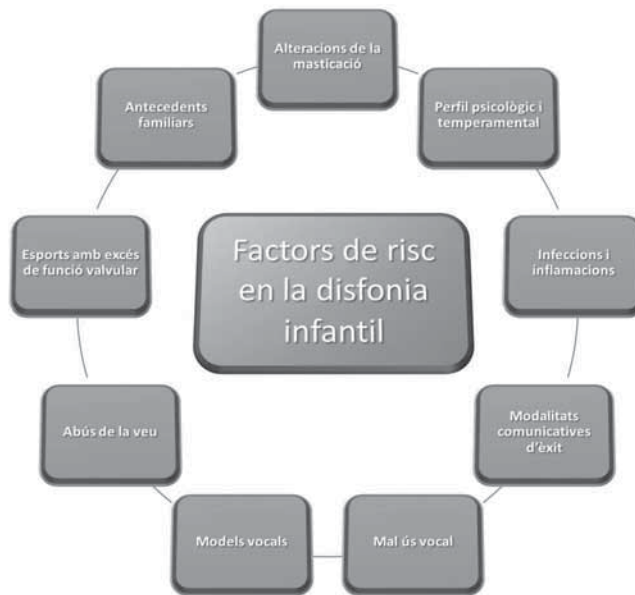 Alteracions de la
masticació
Perfil psicològic i
temperamental
Infeccions i
inflamacions
Modalitats
comunicatives
d'èxit
Mal ús vocal
Models vocals
Abús de la veu
Esports amb excés
de funció valvular
Antecedents
familiars
Factors de risc
en la disfonia
infantil